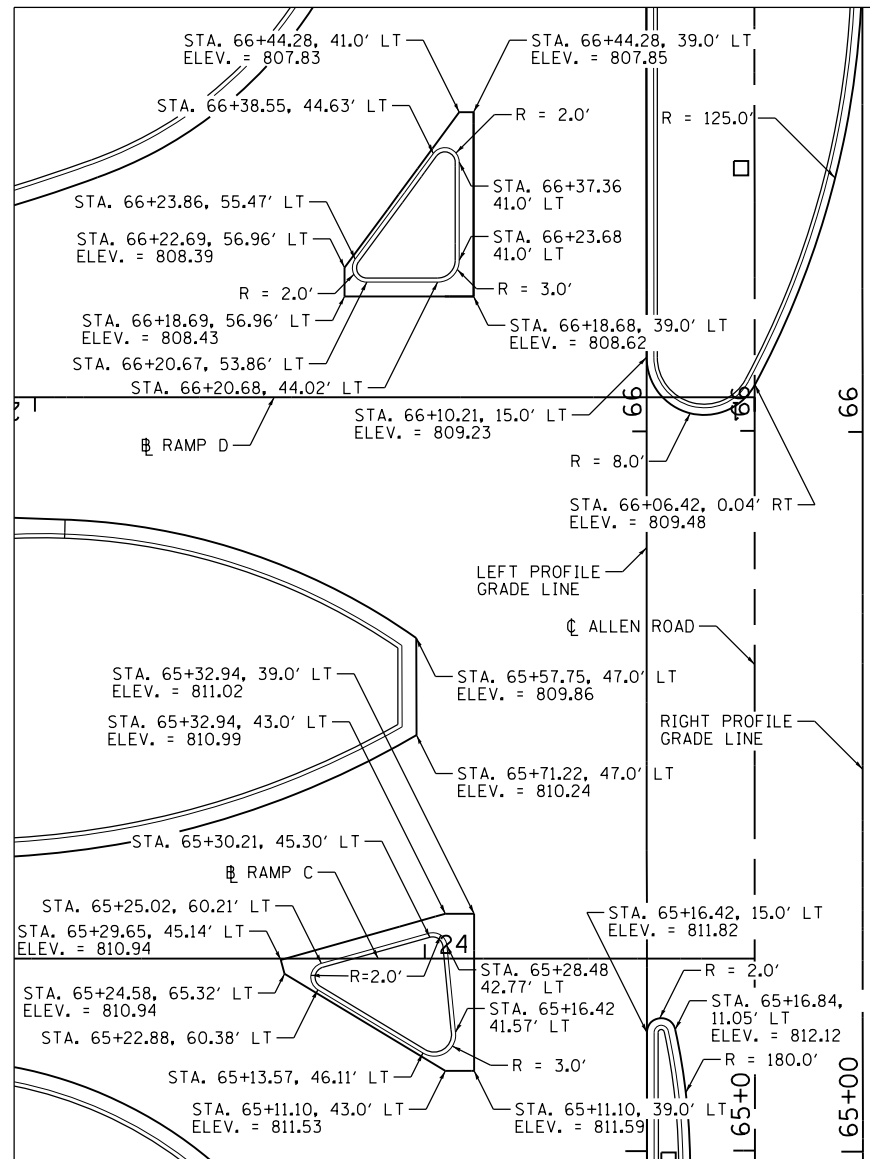 STA. 66+44.28, 41.0' LT
ELEV. = 807.83
STA. 66+44.28, 39.0' LT
ELEV. = 807.85
STA. 66+38.55, 44.63' LT
R = 2.0'
R = 125.0'
STA. 66+37.36
41.0' LT
STA. 66+23.86, 55.47' LT
STA. 66+22.69, 56.96' LT
ELEV. = 808.39
STA. 66+23.68
41.0' LT
R = 2.0'
R = 3.0'
STA. 66+18.69, 56.96' LT
ELEV. = 808.43
STA. 66+18.68, 39.0' LT
ELEV. = 808.62
STA. 66+20.67, 53.86' LT
STA. 66+20.68, 44.02' LT
66
66
66
STA. 66+10.21, 15.0' LT
ELEV. = 809.23
℄ RAMP D
R = 8.0'
STA. 66+06.42, 0.04' RT
ELEV. = 809.48
LEFT PROFILE
GRADE LINE
℄ ALLEN ROAD
STA. 65+32.94, 39.0' LT
ELEV. = 811.02
STA. 65+57.75, 47.0' LT
ELEV. = 809.86
STA. 65+32.94, 43.0' LT
ELEV. = 810.99
RIGHT PROFILE
GRADE LINE
STA. 65+71.22, 47.0' LT
ELEV. = 810.24
STA. 65+30.21, 45.30' LT
℄ RAMP C
STA. 65+25.02, 60.21' LT
STA. 65+16.42, 15.0' LT
ELEV. = 811.82
STA. 65+29.65, 45.14' LT
ELEV. = 810.94
24
R=2.0'
STA. 65+28.48
42.77' LT
R = 2.0'
STA. 65+24.58, 65.32' LT
ELEV. = 810.94
STA. 65+16.42
41.57' LT
STA. 65+16.84,
11.05' LT
ELEV. = 812.12
STA. 65+22.88, 60.38' LT
R = 3.0'
R = 180.0'
STA. 65+13.57, 46.11' LT
STA. 65+11.10, 43.0' LT
ELEV. = 811.53
STA. 65+11.10, 39.0' LT
ELEV. = 811.59
65+0
65+00